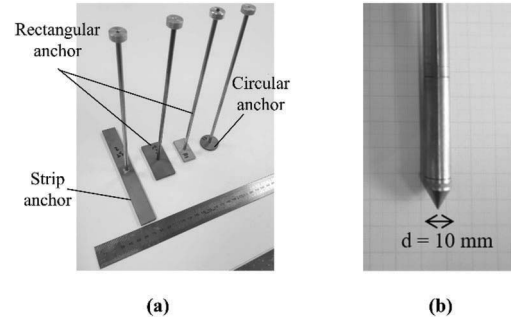 Rectangular
anchor
Circular
anchor
Strip
anchor
d = 10 mm
(a)
(b)